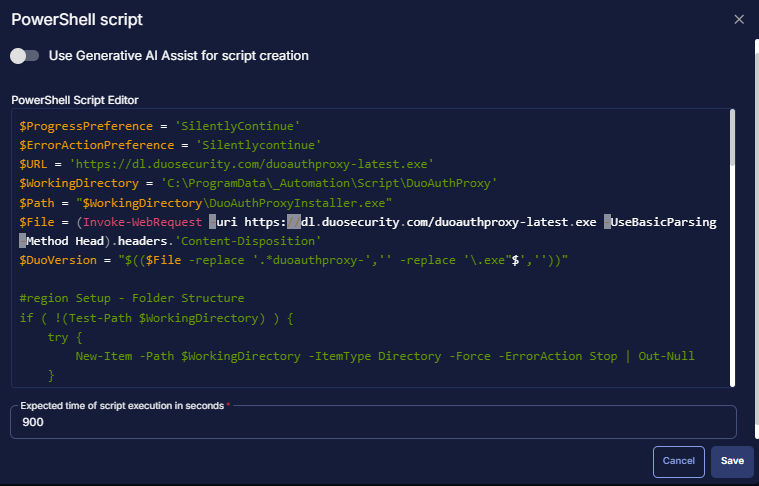 PowerShell script
Use Generative AI Assist for script creation
PowerShell Script Editor
$ProgressPreference = 'SilentlyContinue'
$ErrorActionPreference = 'Silentlycontinue'
$URL = 'https://dl.duosecurity.com/duoauthproxy-latest.exe'
$WorkingDirectory = 'C:\ProgramData\_Automation\Script\DuoAuthProxy'
$Path = "$WorkingDirectory\DuoAuthProxyInstaller.exe"
$File = (Invoke-WebRequest -uri https://dl.duosecurity.com/duoauthproxy-latest.exe -UseBasicParsing
-Method Head).headers.'Content-Disposition'
$DuoVersion = "$(($File -replace '.*duoauthproxy-','' -replace '\.exe"$',''))"
#region Setup - Folder Structure
if ( !(Test-Path $WorkingDirectory) ) {
try {
New-Item -Path $WorkingDirectory -ItemType Directory -Force -ErrorAction Stop | Out-Null
}
Expected time of script execution in seconds *
900
Cancel
Save